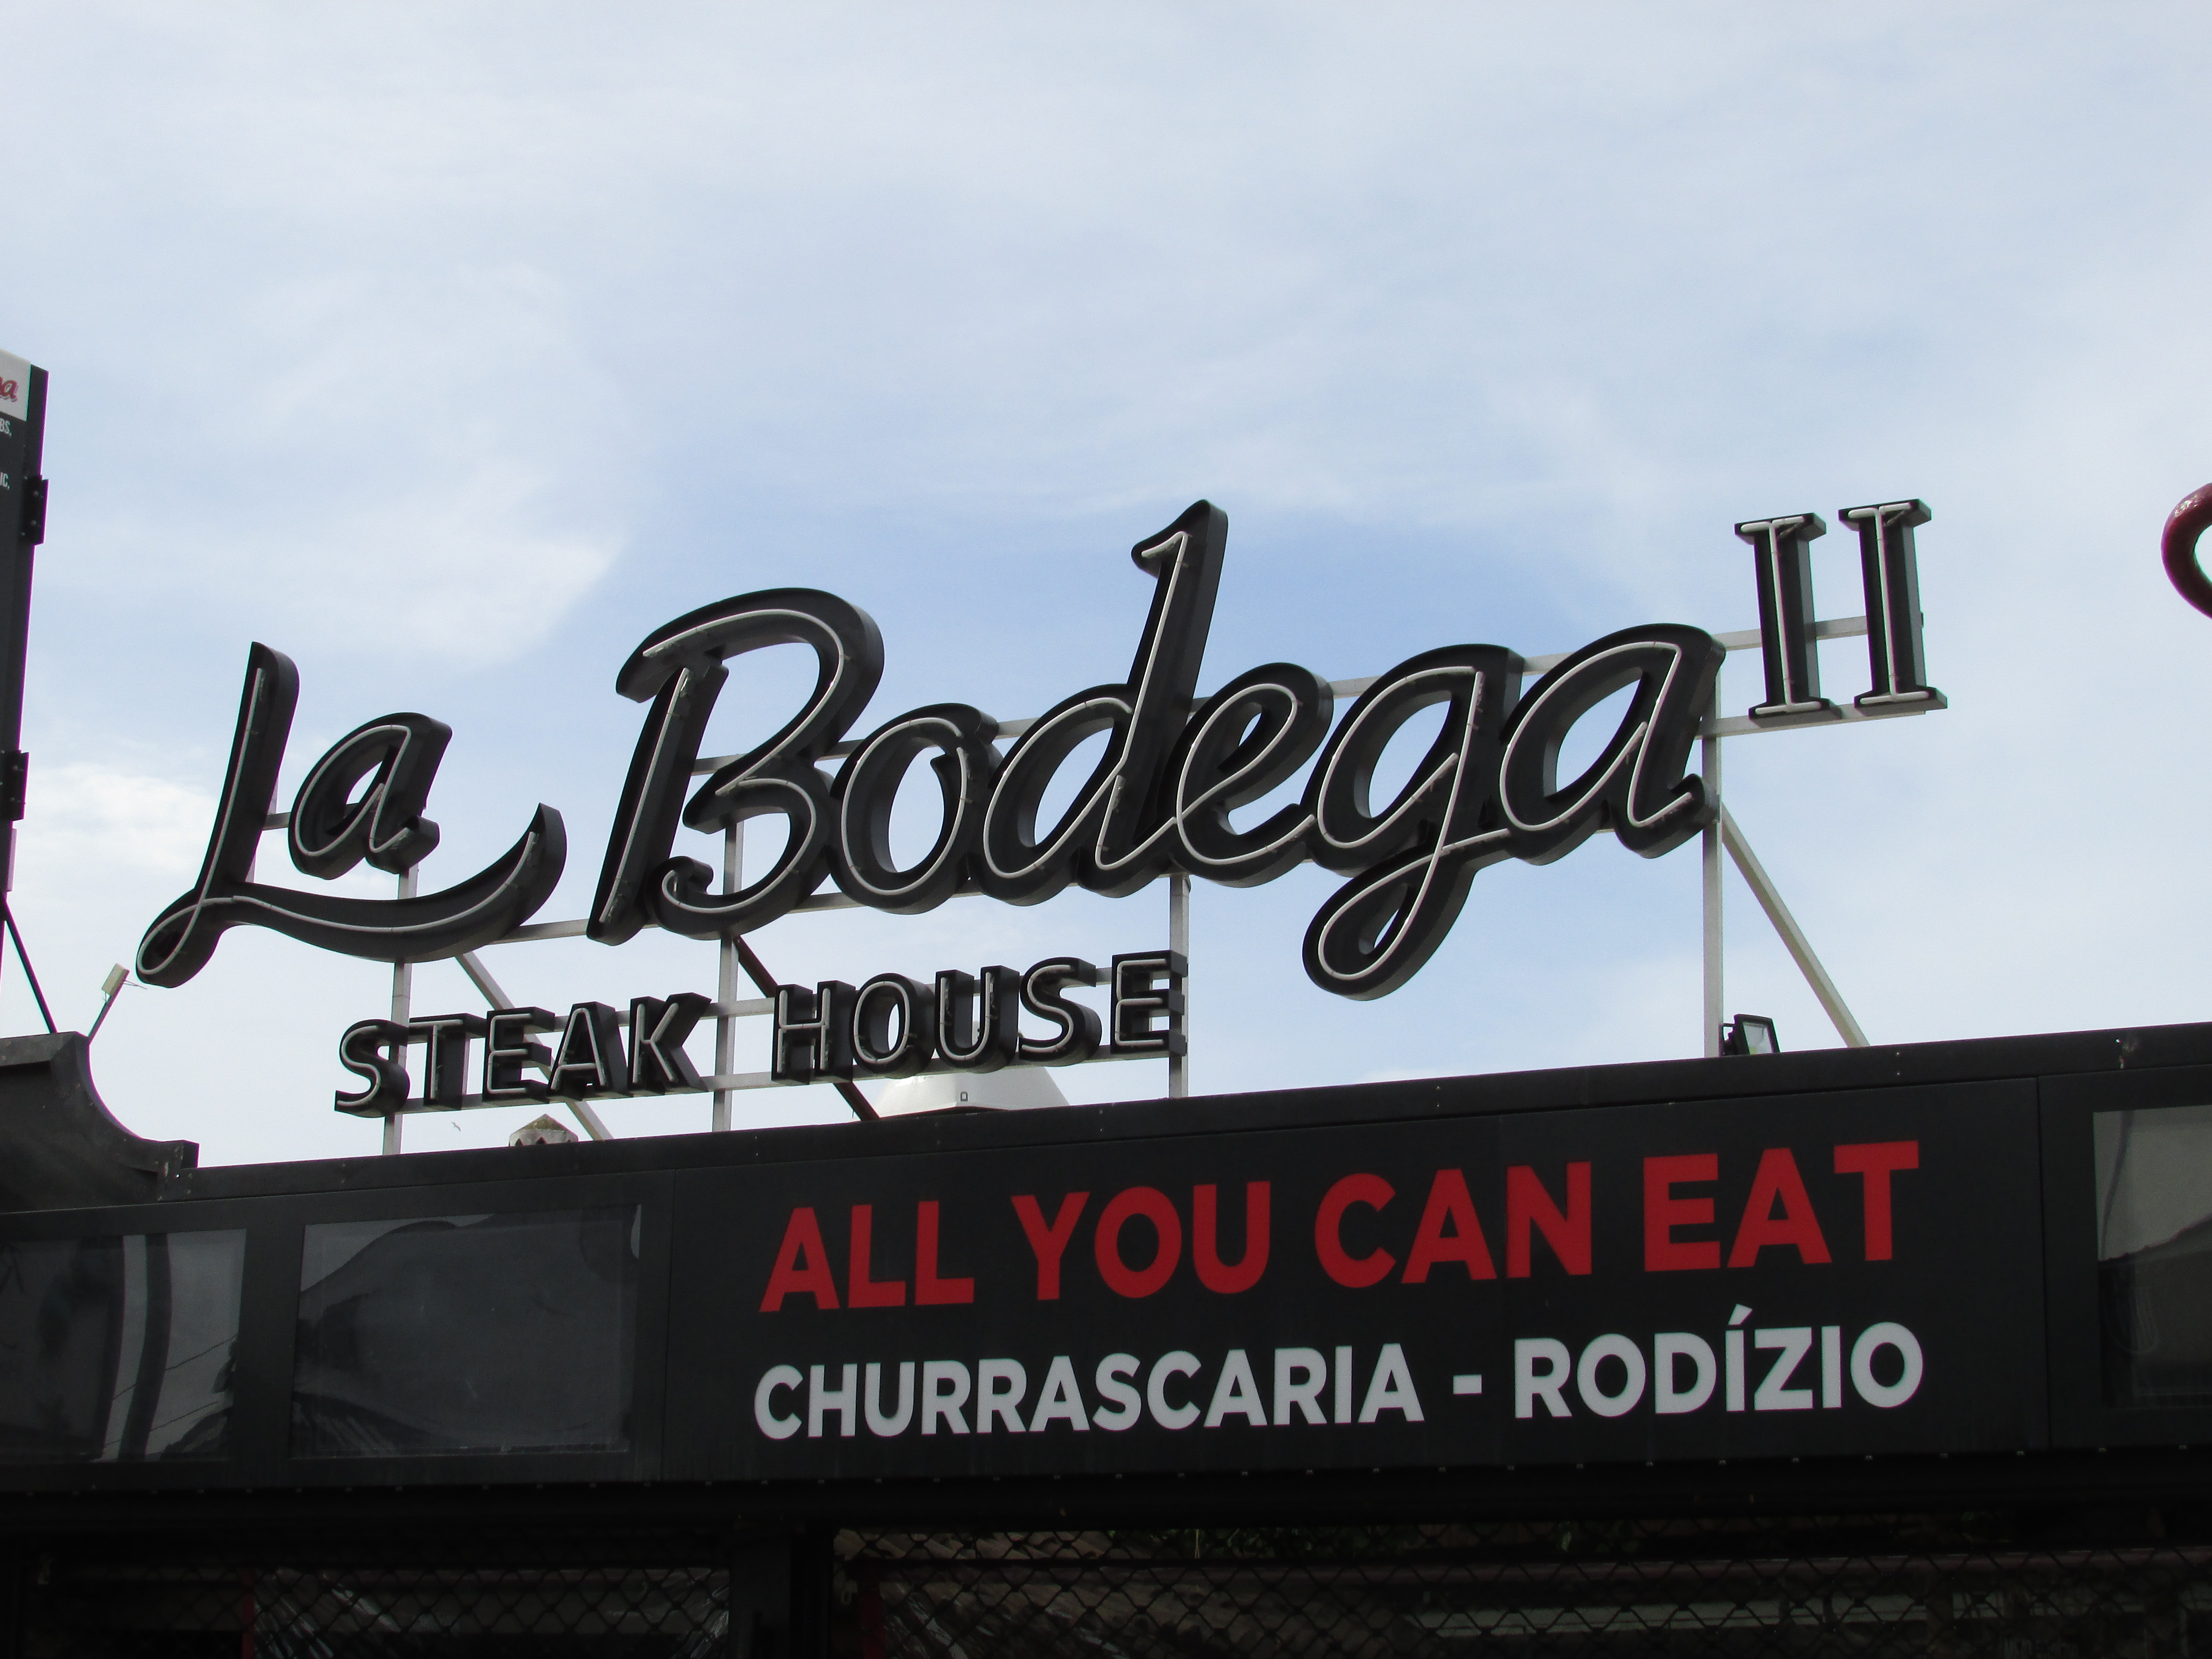 La Bodega II
STEAK HOUSE
ALL YOU CAN EAT
CHURRASCARIA - RODÍZIO